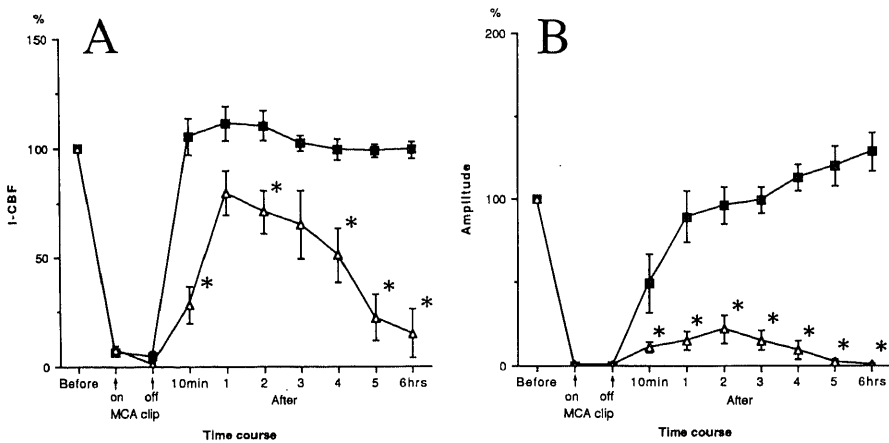 %
A
150
100
50
0
l-CBF
* * * * *
Before
on
off
10min
1
2
3
4
5
6hrs
MCA clip
After
Time course
%
B
200
100
0
Amplitude
* * * * * * *
Before
on
off
10min
1
2
3
4
5
6hrs
MCA clip
After
Time course